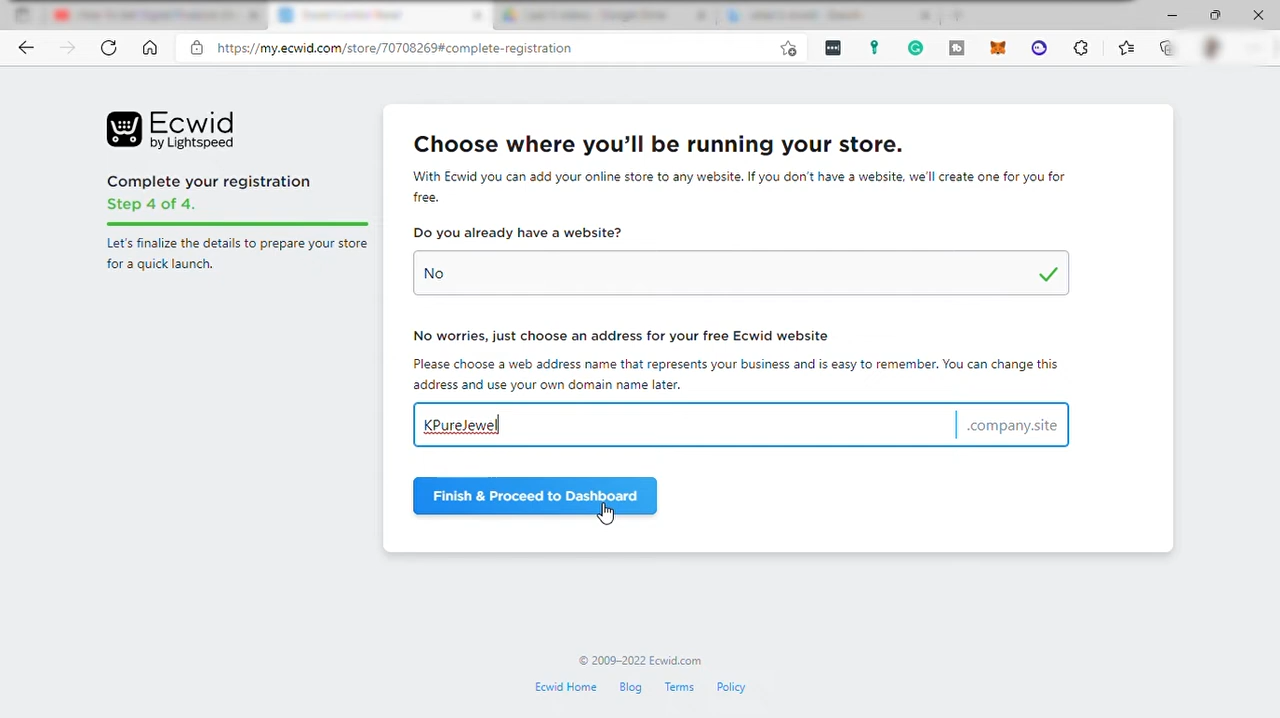 https://my.ecwid.com/store/70708269#complete-registration
Ecwid
by Lightspeed
Complete your registration
Step 4 of 4.
Let's finalize the details to prepare your store
for a quick launch.
Choose where you'll be running your store.
With Ecwid you can add your online store to any website. If you don't have a website, we'll create one for you for
free.
Do you already have a website?
No
No worries, just choose an address for your free Ecwid website
Please choose a web address name that represents your business and is easy to remember. You can change this
address and use your own domain name later.
KPureJewel
.company.site
Finish & Proceed to Dashboard
© 2009–2022 Ecwid.com
Ecwid Home Blog Terms Policy